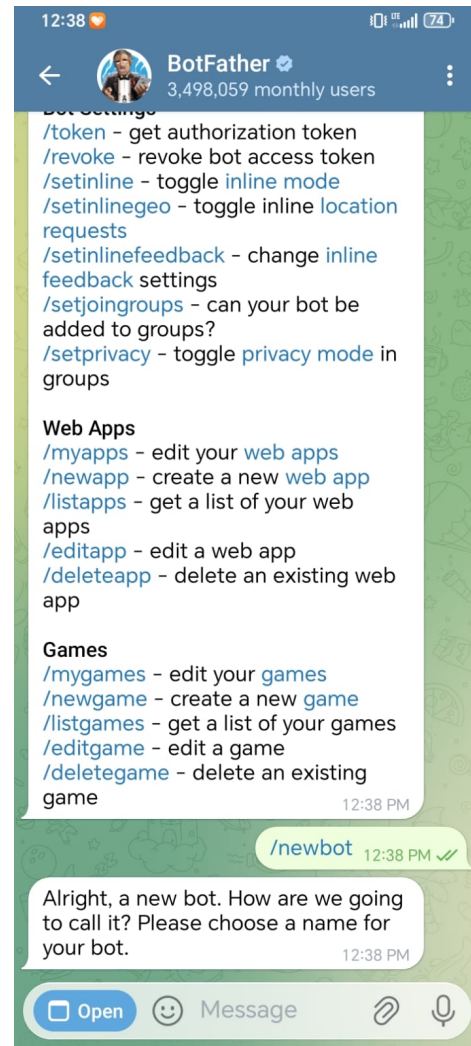 12:38
LTE
74
BotFather
3,498,059 monthly users
Bot Settings
/token - get authorization token
/revoke - revoke bot access token
/setinline - toggle inline mode
/setinlinegeo - toggle inline location
requests
/setinlinefeedback - change inline
feedback settings
/setjoingroups - can your bot be
added to groups?
/setprivacy - toggle privacy mode in
groups
Web Apps
/myapps - edit your web apps
/newapp - create a new web app
/listapps - get a list of your web
apps
/editapp - edit a web app
/deleteapp - delete an existing web
app
Games
/mygames - edit your games
/newgame - create a new game
/listgames - get a list of your games
/editgame - edit a game
/deletegame - delete an existing
game
12:38 PM
/newbot 12:38 PM
Alright, a new bot. How are we going
to call it? Please choose a name for
your bot.
12:38 PM
Open Message